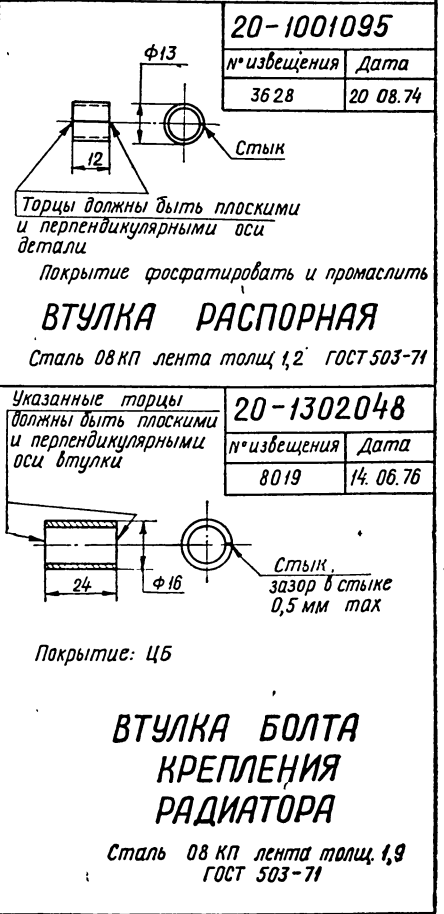 20-1001095
№ извещения Дата
3628 20 08.74
Ф13
12
Стык
Торцы должны быть плоскими
и перпендикулярными оси
детали
Покрытие фосфатировать и промаслить
ВТУЛКА РАСПОРНАЯ
Сталь 08КП лента толщ 1,2 ГОСТ 503-71
Указанные торцы
должны быть плоскими
и перпендикулярными
оси втулки
20-1302048
№ извещения Дата
8019 14. 06.76
24
Ф16
Стык,
зазор в стыке
0,5 мм max
Покрытие: ЦБ
ВТУЛКА БОЛТА
КРЕПЛЕНИЯ
РАДИАТОРА
Сталь 08 КП лента толщ. 1,9
ГОСТ 503-71